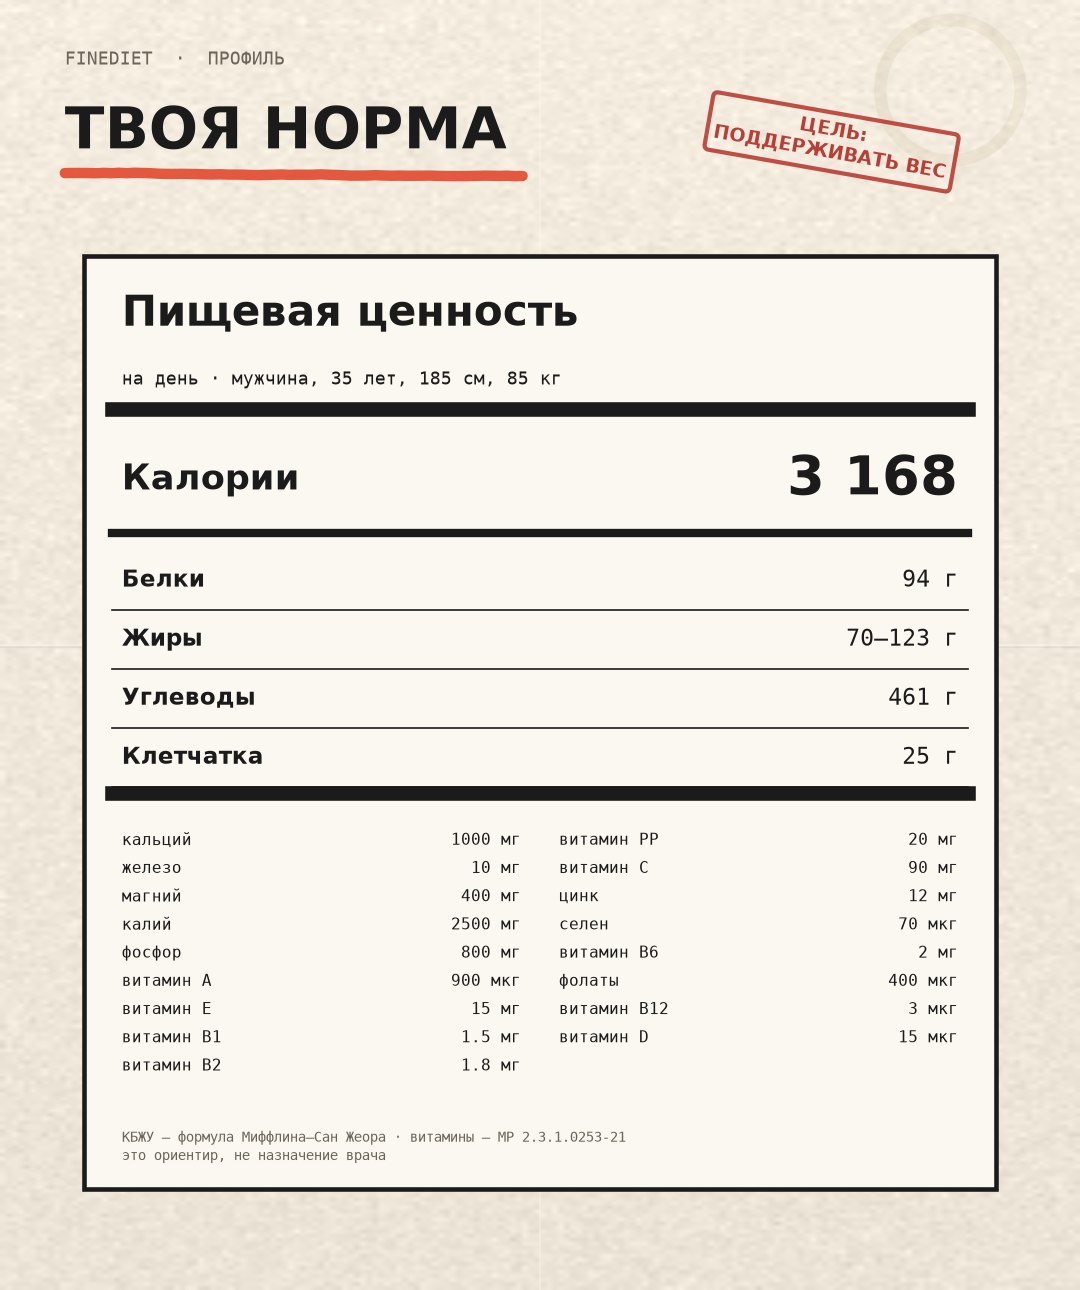 FINEDIET · ПРОФИЛЬ
ТВОЯ НОРМА
ЦЕЛЬ:
ПОДДЕРЖИВАТЬ ВЕС
Пищевая ценность
на день · мужчина, 35 лет, 185 см, 85 кг
Калории 3 168
Белки 94 г
Жиры 70–123 г
Углеводы 461 г
Клетчатка 25 г
кальций 1000 мг витамин PP 20 мг
железо 10 мг витамин C 90 мг
магний 400 мг цинк 12 мг
калий 2500 мг селен 70 мкг
фосфор 800 мг витамин B6 2 мг
витамин A 900 мкг фолаты 400 мкг
витамин E 15 мг витамин B12 3 мкг
витамин B1 1.5 мг витамин D 15 мкг
витамин B2 1.8 мг
КБЖУ — формула Миффлина–Сан Жеора · витамины — МР 2.3.1.0253-21
это ориентир, не назначение врача